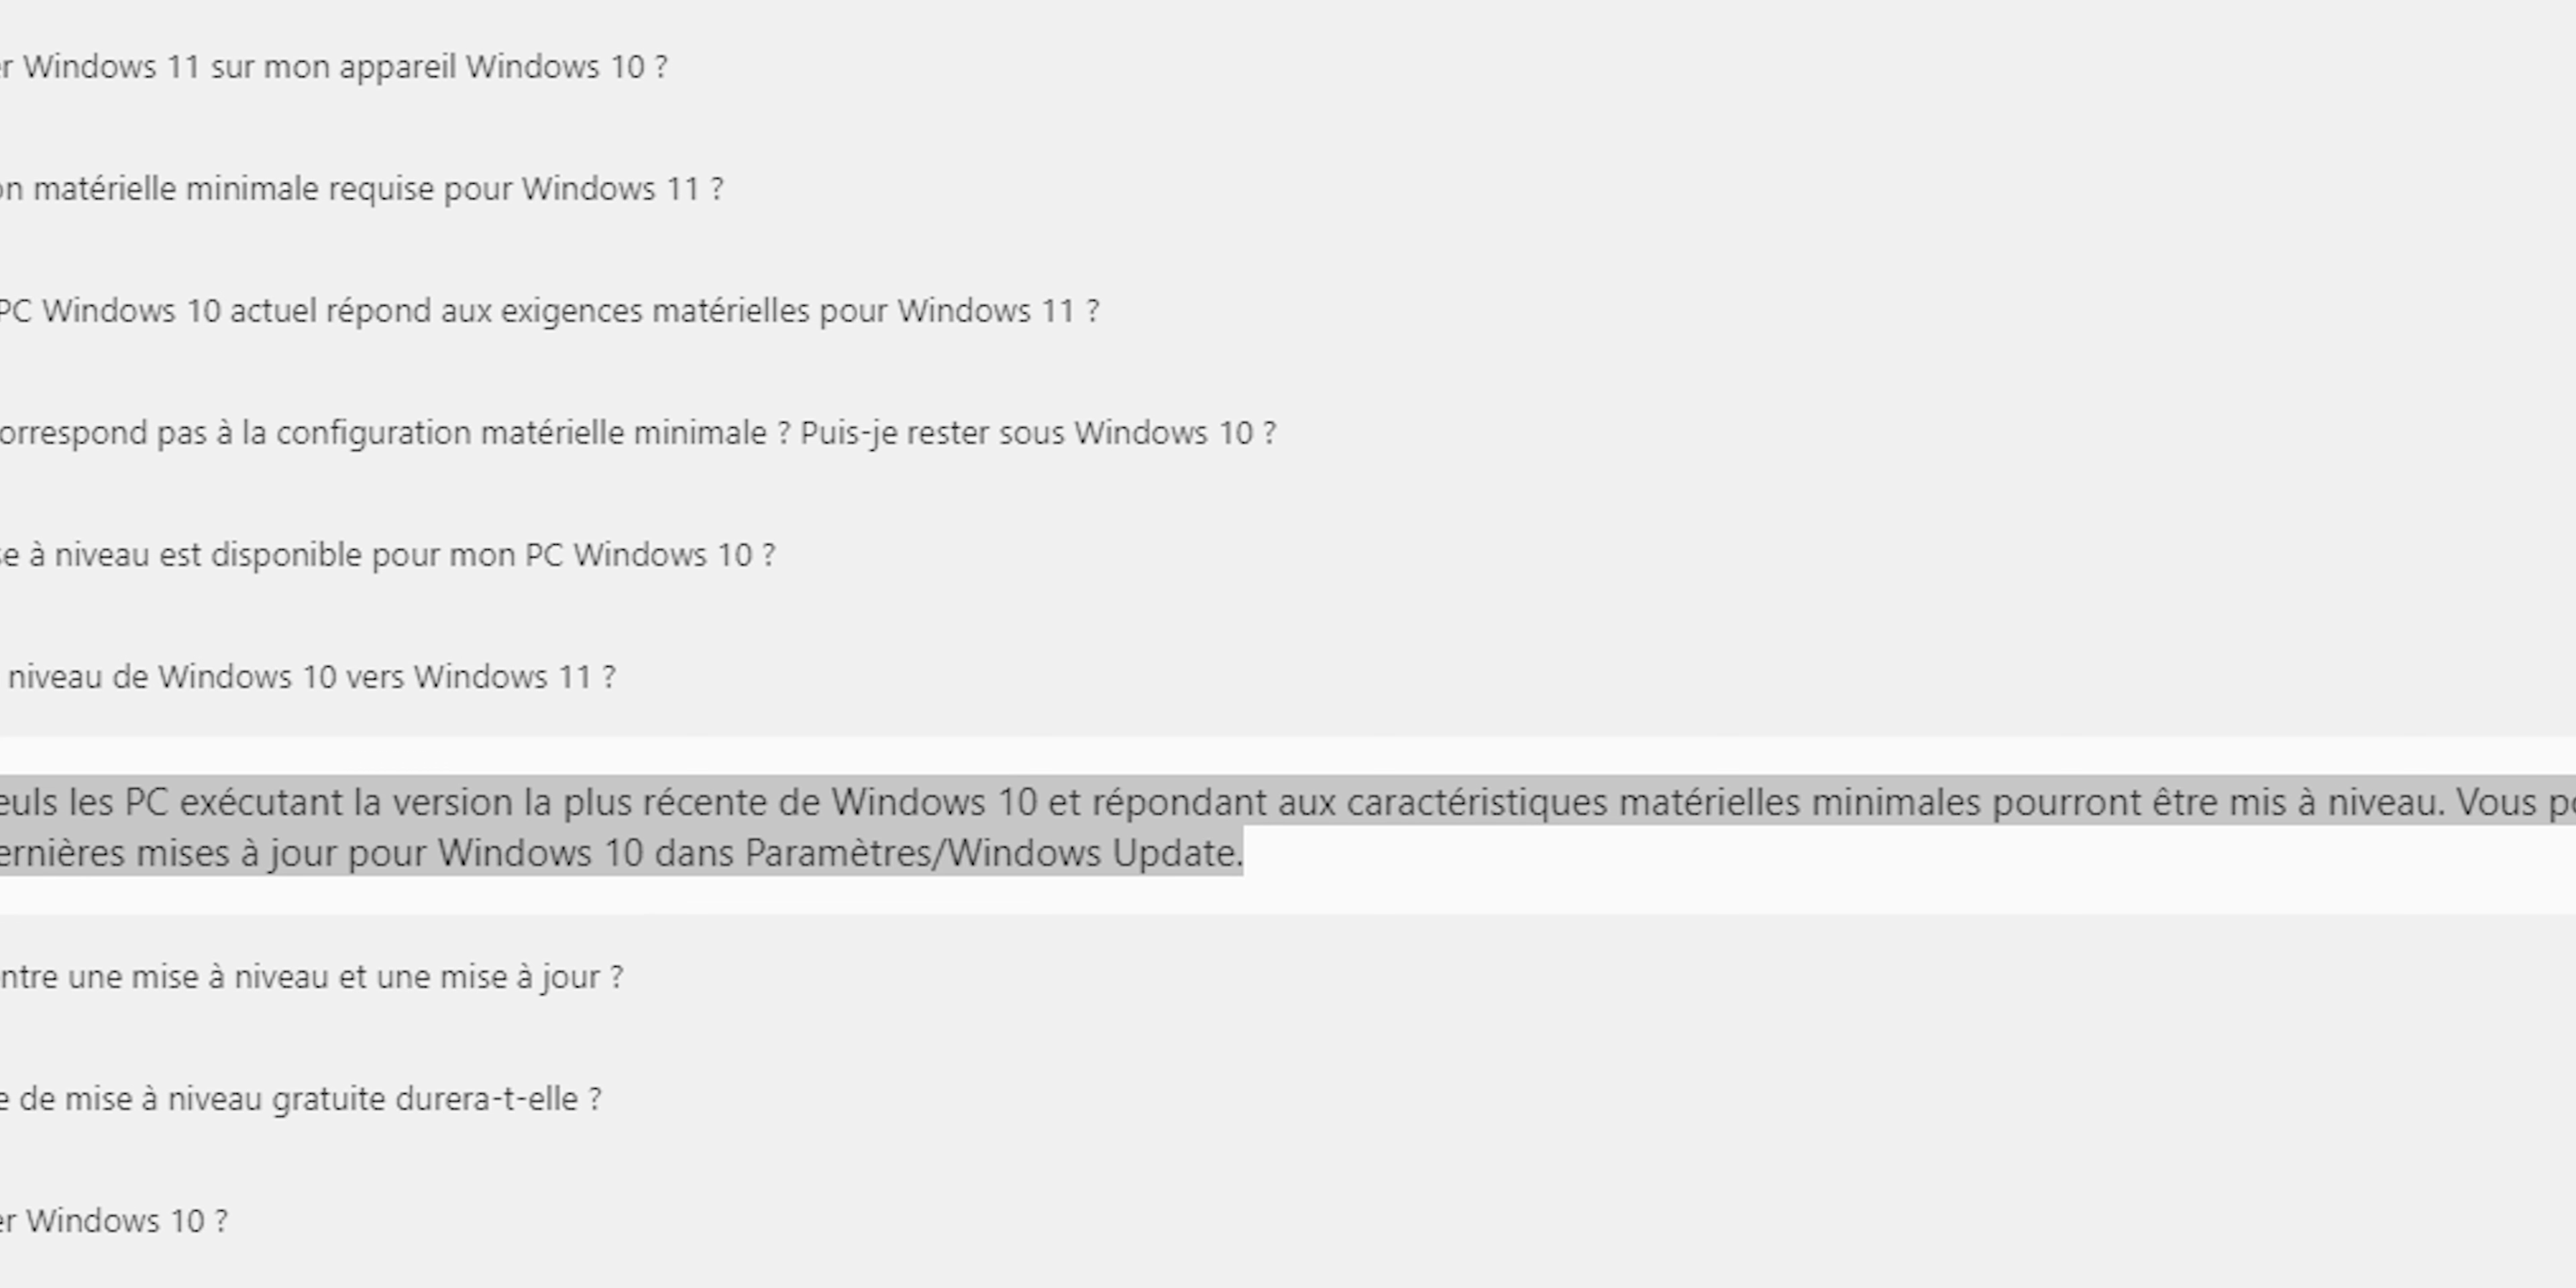 Windows 11 sur mon appareil Windows 10 ?
matérielle minimale requise pour Windows 11 ?
PC Windows 10 actuel répond aux exigences matérielles pour Windows 11 ?
orrespond pas à la configuration matérielle minimale ? Puis-je rester sous Windows 10 ?
à niveau est disponible pour mon PC Windows 10 ?
niveau de Windows 10 vers Windows 11 ?
euls les PC exécutant la version la plus récente de Windows 10 et répondant aux caractéristiques matérielles minimales pourront être mis à niveau. Vous
ernières mises à jour pour Windows 10 dans Paramètres/Windows Update.
ntre une mise à niveau et une mise à jour ?
de mise à niveau gratuite durera-t-elle ?
Windows 10 ?